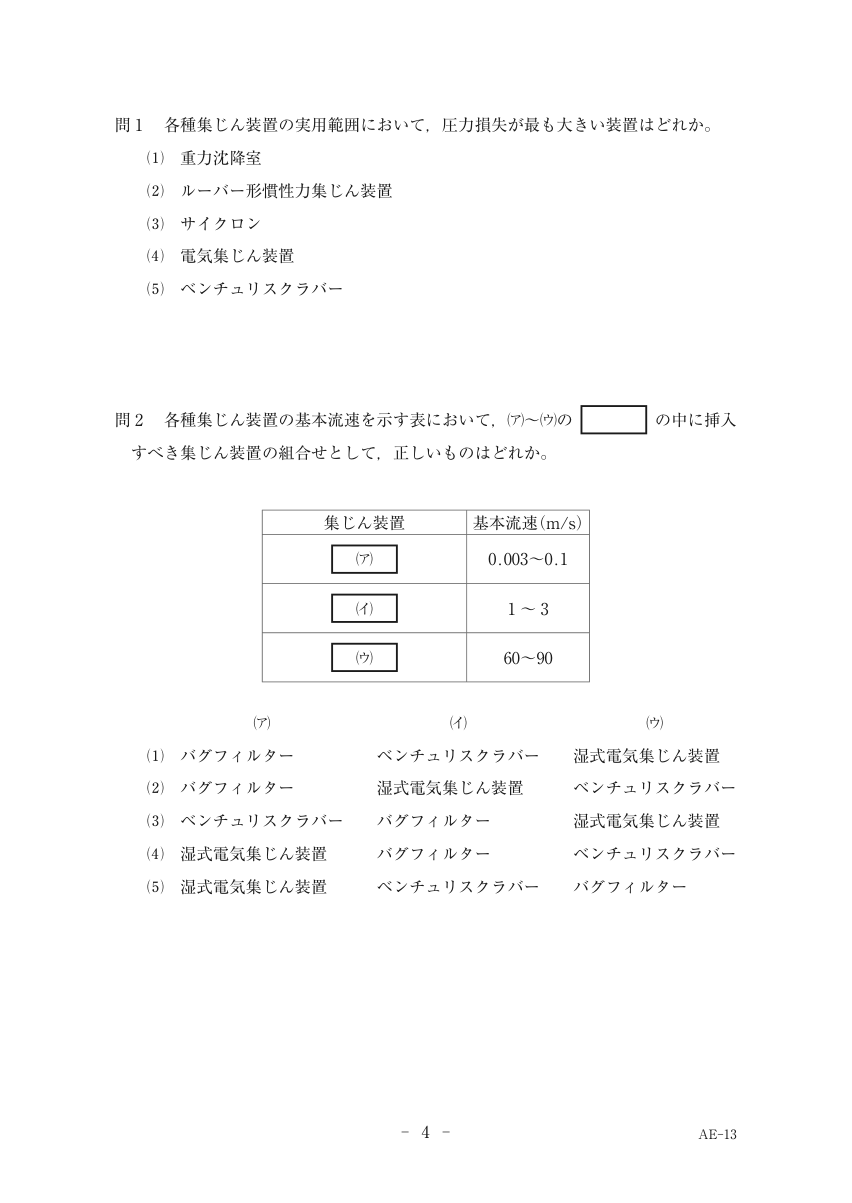 問1　各種集じん装置の実用範囲において，圧力損失が最も大きい装置はどれか。
⑴　重力沈降室
⑵　ルーバー形慣性力集じん装置
⑶　サイクロン
⑷　電気集じん装置
⑸　ベンチュリスクラバー
問2　各種集じん装置の基本流速を示す表において，㋐～㋒の　　　の中に挿入
すべき集じん装置の組合せとして，正しいものはどれか。
集じん装置　基本流速(m/s)
(ア)　0.003～0.1
(イ)　1 ～ 3
(ウ)　60～90
(ア)　(イ)　(ウ)
⑴　バグフィルター　ベンチュリスクラバー　湿式電気集じん装置
⑵　バグフィルター　湿式電気集じん装置　ベンチュリスクラバー
⑶　ベンチュリスクラバー　バグフィルター　湿式電気集じん装置
⑷　湿式電気集じん装置　バグフィルター　ベンチュリスクラバー
⑸　湿式電気集じん装置　ベンチュリスクラバー　バグフィルター
－ 4 －　AE-13